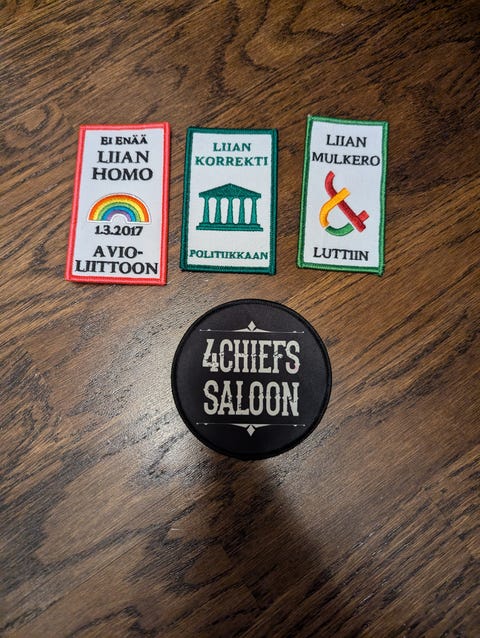 EI ENÄÄ
LIIAN
HOMO
1.3.2017
AVIO-
LIITTOON
LIIAN
KORREKTI
POLITIIKKAAN
LIIAN
MULKERO
LUTTIIN
4CHIEFS
SALOON